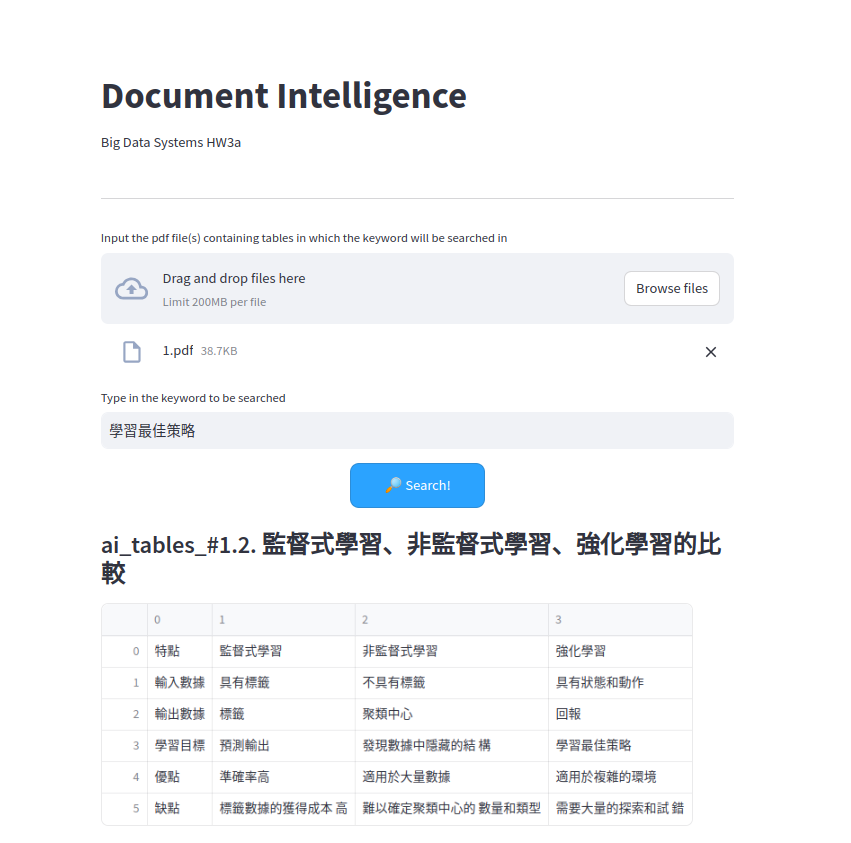 Document Intelligence
Big Data Systems HW3a
Input the pdf file(s) containing tables in which the keyword will be searched in
Drag and drop files here
Limit 200MB per file
Browse files
1.pdf 38.7KB
Type in the keyword to be searched
學習最佳策略
Search!
ai_tables_#1.2. 監督式學習、非監督式學習、強化學習的比
較
0 1 2 3
0 特點 監督式學習 非監督式學習 強化學習
1 輸入數據 具有標籤 不具有標籤 具有狀態和動作
2 輸出數據 標籤 聚類中心 回報
3 學習目標 預測輸出 發現數據中隱藏的結 構 學習最佳策略
4 優點 準確率高 適用於大量數據 適用於複雜的環境
5 缺點 標籤數據的獲得成本 高 難以確定聚類中心的 數量和類型 需要大量的探索和試 錯